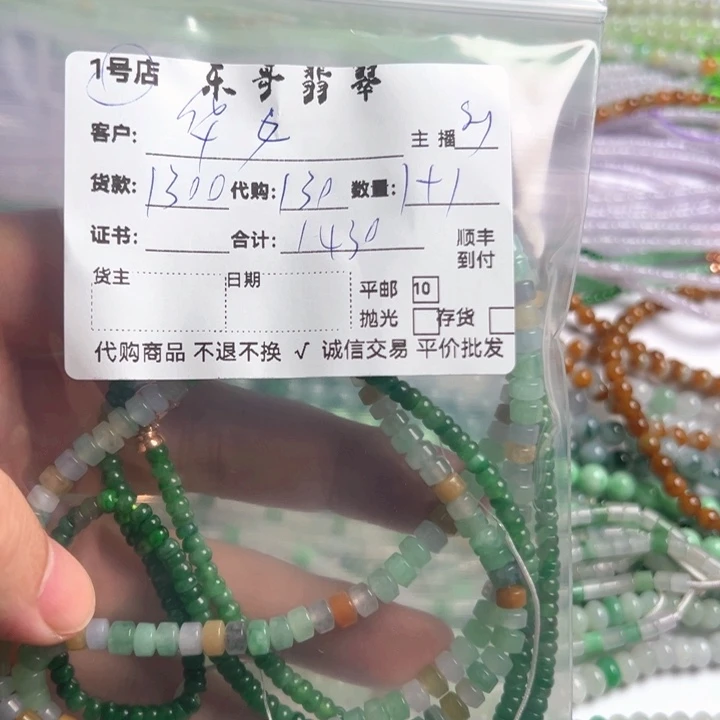 1号店 乐哥翡翠
客户: 主播
货款: 1300 代购: 130 数量: 1+1
证书: 合计: 1430 顺丰到付
货主 日期 平邮 10
抛光 存货
代购商品 不退不换 √ 诚信交易 平价批发